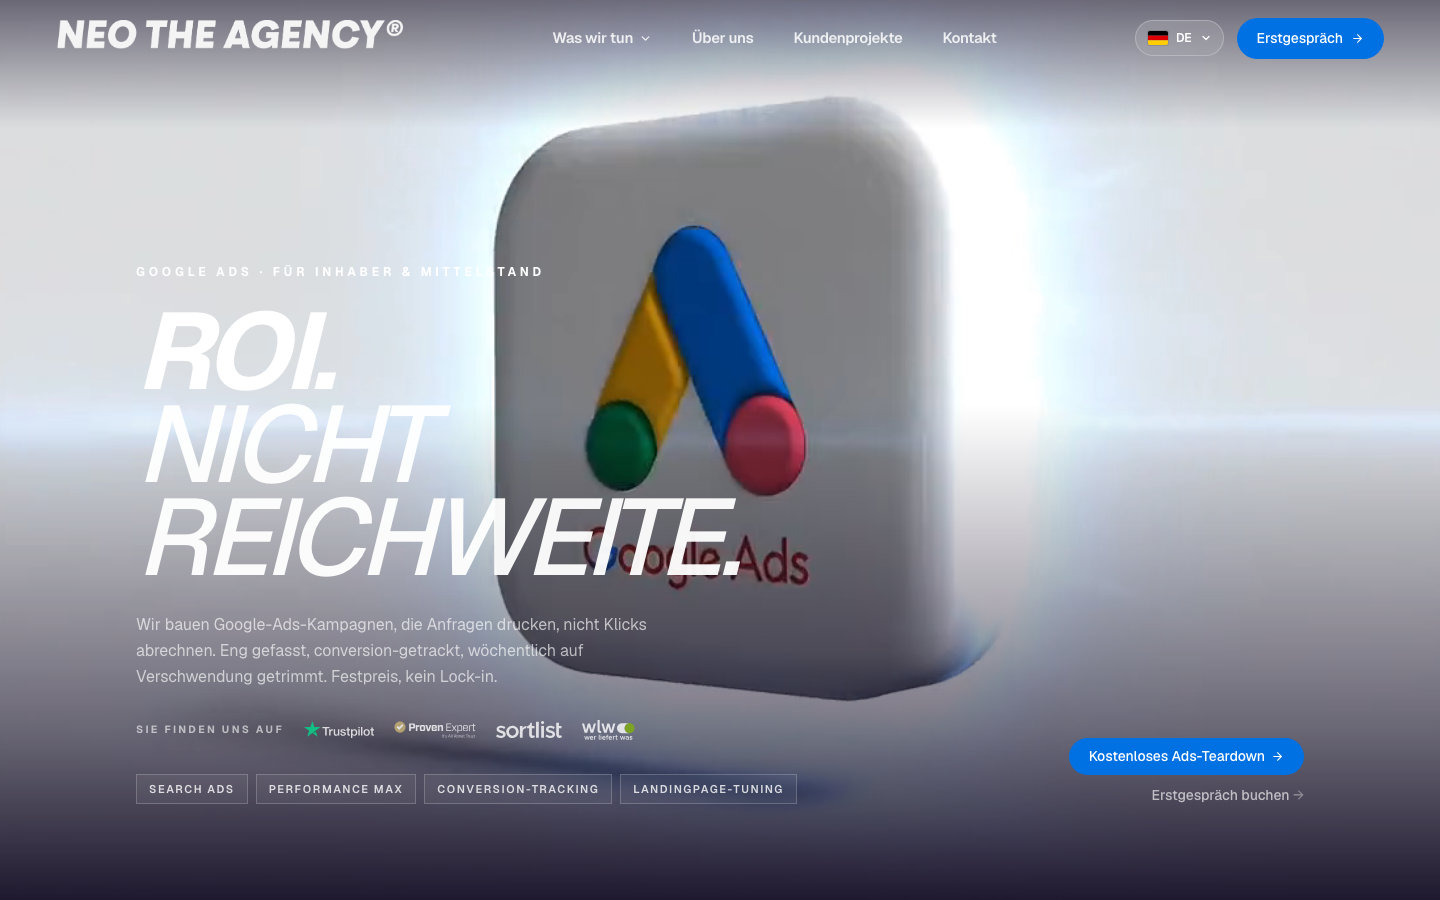 NEO THE AGENCY®
Was wir tun
Über uns
Kundenprojekte
Kontakt
DE
Erstgespräch →
GOOGLE ADS · FÜR INHABER & MITTELSTAND
ROI.
NICHT
REICHWEITE.
Google Ads
Wir bauen Google-Ads-Kampagnen, die Anfragen drucken, nicht Klicks
abrechnen. Eng gefasst, conversion-getrackt, wöchentlich auf
Verschwendung getrimmt. Festpreis, kein Lock-in.
SIE FINDEN UNS AUF
Trustpilot
Proven Expert
sortlist
wlw
wer liefert was
SEARCH ADS
PERFORMANCE MAX
CONVERSION-TRACKING
LANDINGPAGE-TUNING
Kostenloses Ads-Teardown →
Erstgespräch buchen →